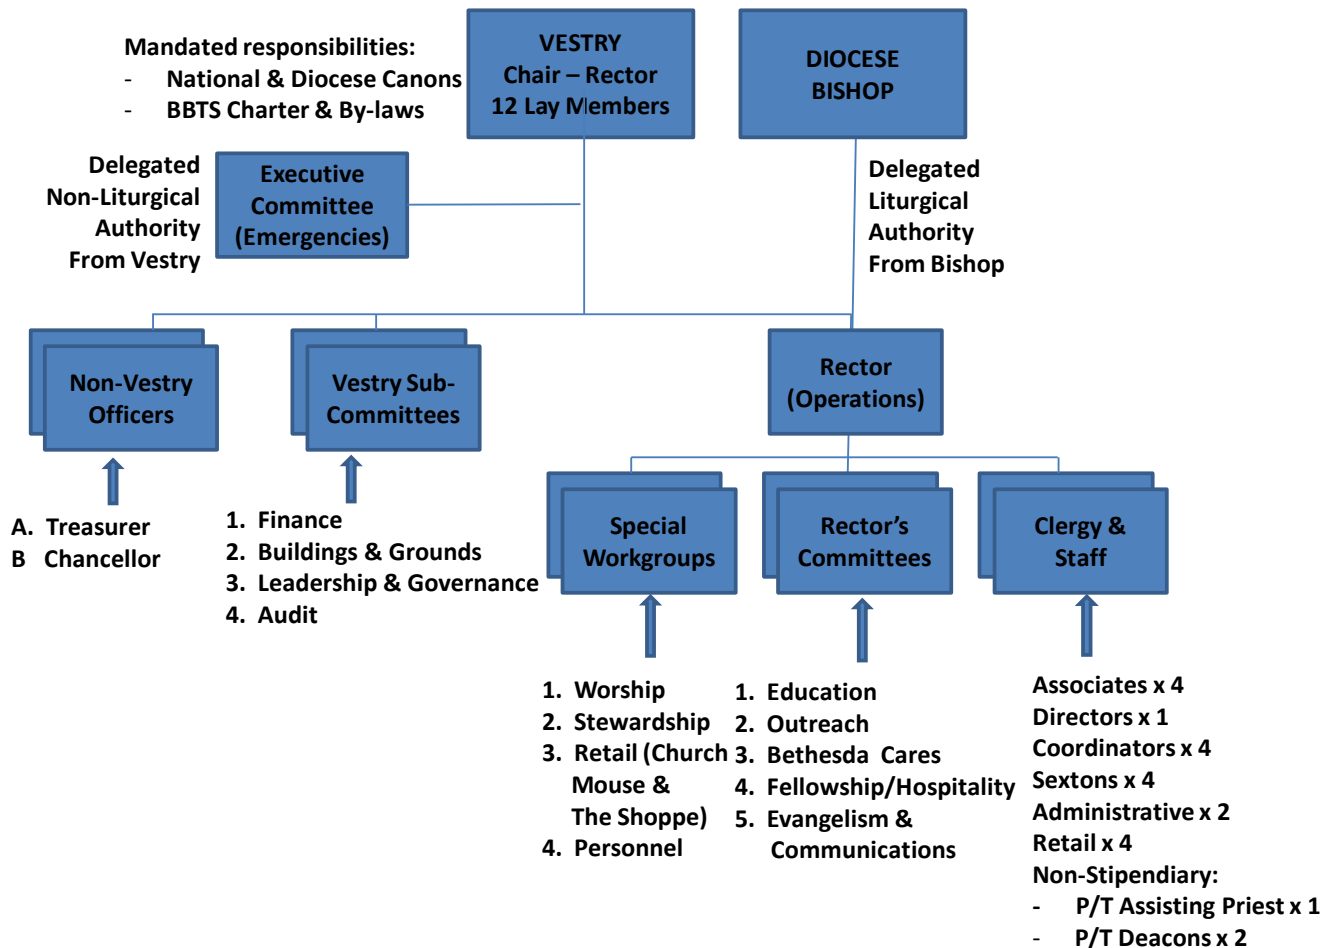 Mandated responsibilities:
- National & Diocese Canons
- BBTS Charter & By-laws
VESTRY
Chair – Rector
12 Lay Members
DIOCESE
BISHOP
Delegated
Non-Liturgical
Authority
From Vestry
Executive
Committee
(Emergencies)
Delegated
Liturgical
Authority
From Bishop
Non-Vestry
Officers
Vestry Sub-
Committees
Rector
(Operations)
A. Treasurer
B Chancellor
1. Finance
2. Buildings & Grounds
3. Leadership & Governance
4. Audit
Special
Workgroups
Rector’s
Committees
Clergy &
Staff
1. Worship
2. Stewardship
3. Retail (Church
Mouse &
The Shoppe)
4. Personnel
1. Education
2. Outreach
3. Bethesda Cares
4. Fellowship/Hospitality
5. Evangelism &
Communications
Associates x 4
Directors x 1
Coordinators x 4
Sextons x 4
Administrative x 2
Retail x 4
Non-Stipendiary:
- P/T Assisting Priest x 1
- P/T Deacons x 2